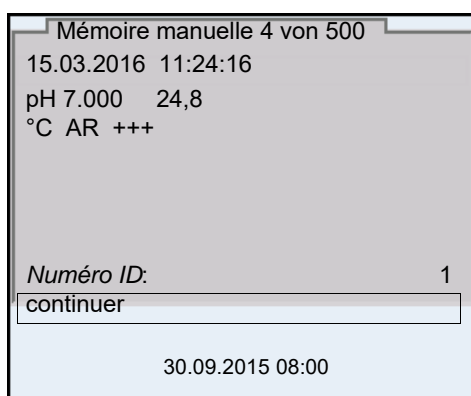 Mémoire manuelle 4 von 500
15.03.2016 11:24:16
pH 7.000 24,8
°C AR +++
Numéro ID: 1
continuer
30.09.2015 08:00